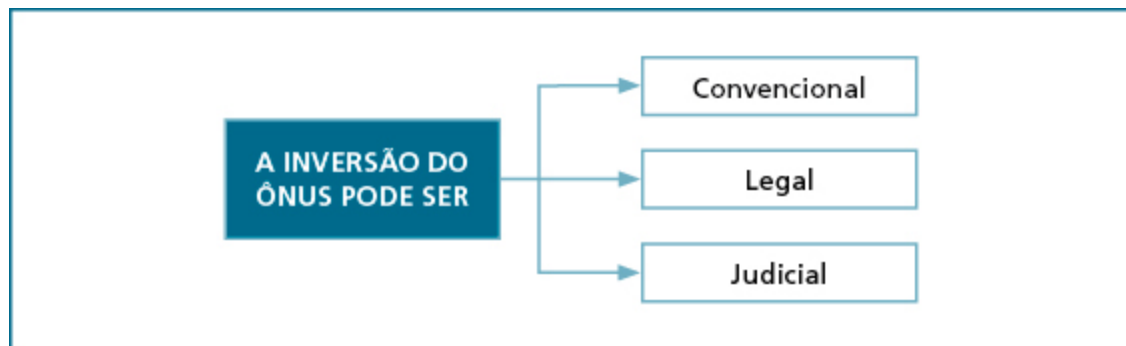 A INVERSÃO DO
ÔNUS PODE SER
Convencional
Legal
Judicial